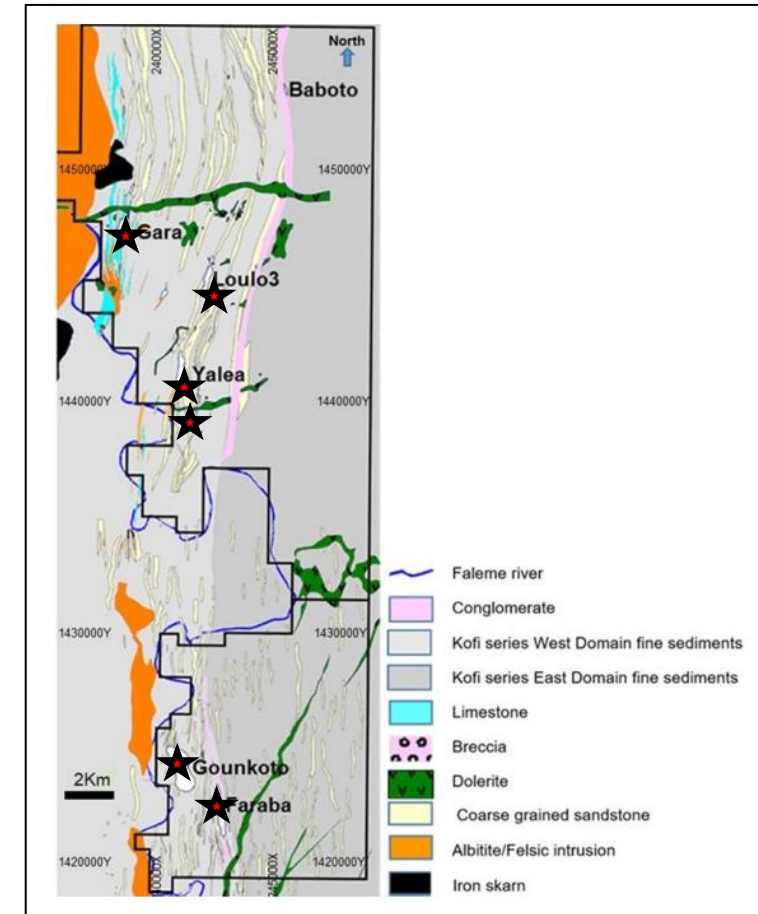 240000X
245000X
North
Baboto
1450000Y
1450000Y
Gara
Loulo3
Yalea
1440000Y
1440000Y
1430000Y
1430000Y
2Km
Gounkoto
Faraba
1420000Y
1420000Y
245000X
Faleme river
Conglomerate
Kofi series West Domain fine sediments
Kofi series East Domain fine sediments
Limestone
Breccia
Dolerite
Coarse grained sandstone
Albitite/Felsic intrusion
Iron skarn